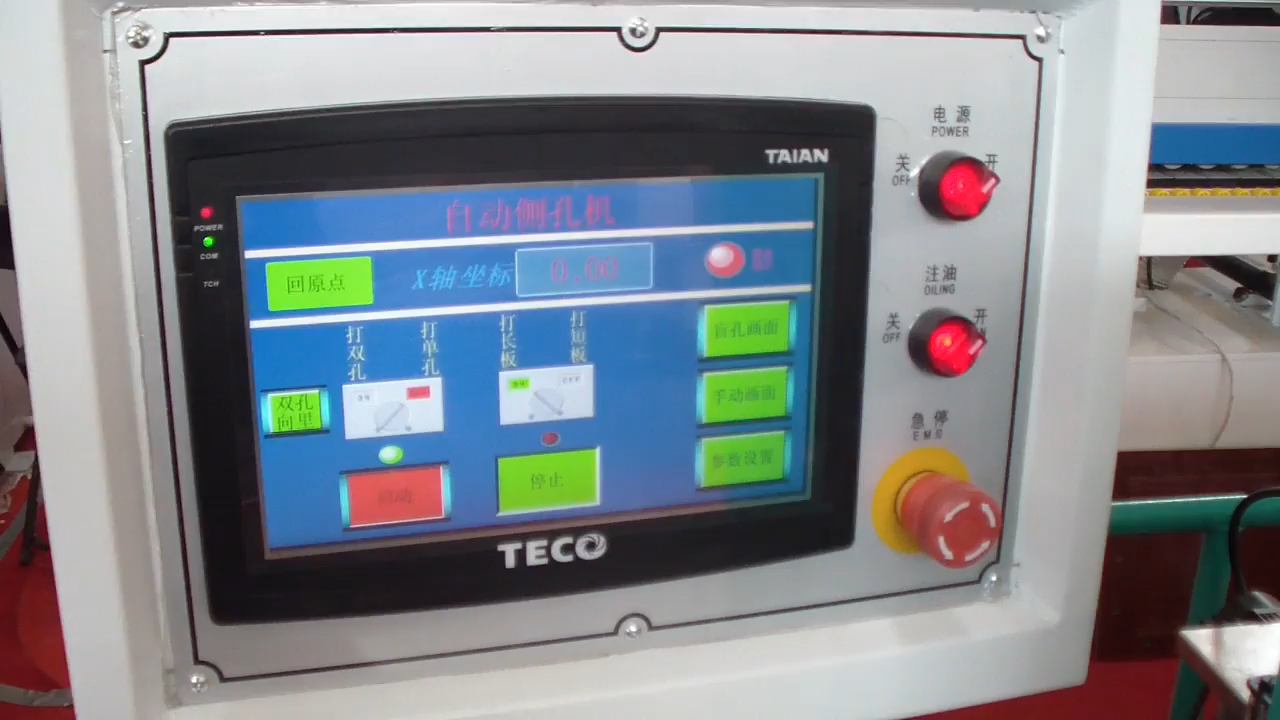 电源
POWER
TAIAN
关
OFF
开
自动侧孔机
POWER
COM
TCH
回原点
X轴坐标
0.00
注油
OILING
关
OFF
开
打双孔
打单孔
打长板
打短板
盲孔画面
双孔
向里
手动画面
参数设置
急停
EMG
启动
停止
TECO